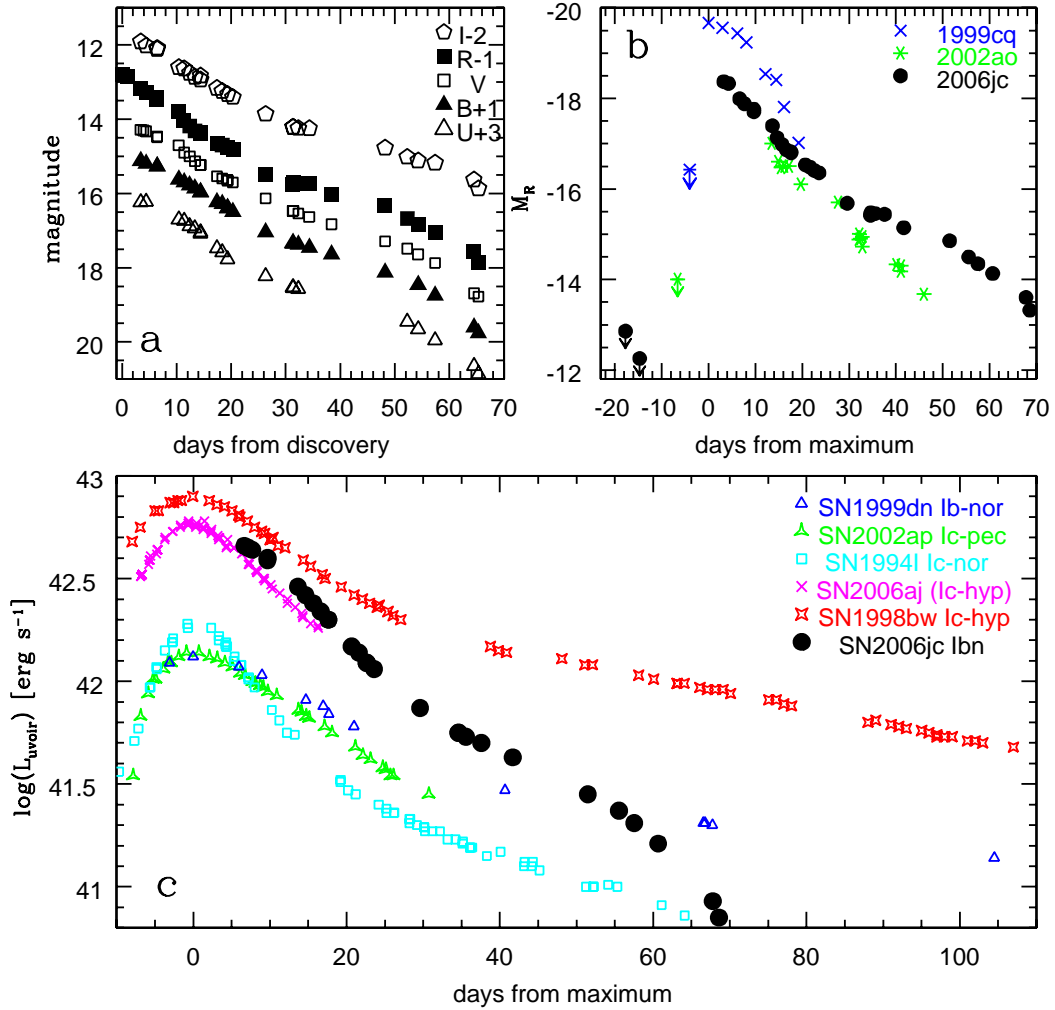 12
14
16
18
20
magnitude
a
I-2
R-1
V
B+1
U+3
0 10 20 30 40 50 60 70
days from discovery
-20
-18
-16
-14
-12
M_R
b
1999cq
2002ao
2006jc
-20 -10 0 10 20 30 40 50 60 70
days from maximum
43
42.5
42
41.5
41
log(L_uvoir) [erg s⁻¹]
c
SN1999dn Ib-nor
SN2002ap Ic-pec
SN1994I Ic-nor
SN2006aj (Ic-hyp)
SN1998bw Ic-hyp
SN2006jc Ibn
0 20 40 60 80 100
days from maximum